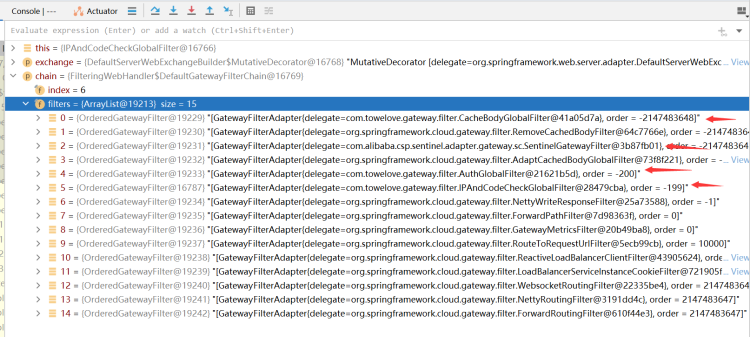 Console
Actuator
Evaluate expression (Enter) or add a watch (Ctrl+Shift+Enter)
this = {IPAndCodeCheckGlobalFilter@16766}
exchange = {DefaultServerWebExchangeBuilder$MutativeDecorator@16768} "MutativeDecorator [delegate=org.springframework.web.server.adapter.DefaultServerWebExc... View
chain = {FilteringWebHandler$DefaultGatewayFilterChain@16769}
index = 6
filters = {ArrayList@19213} size = 15
0 = {OrderedGatewayFilter@19229} "[GatewayFilterAdapter{delegate=com.towelove.gateway.filter.CacheBodyGlobalFilter@41a05d7a}, order = -2147483648]"
1 = {OrderedGatewayFilter@19230} "[GatewayFilterAdapter{delegate=org.springframework.cloud.gateway.filter.RemoveCachedBodyFilter@64c7766e}, order = -21474836
2 = {OrderedGatewayFilter@19231} "[GatewayFilterAdapter{delegate=com.alibaba.csp.sentinel.adapter.gateway.sc.SentinelGatewayFilter@3b87fb01}, order = -214748364
3 = {OrderedGatewayFilter@19232} "[GatewayFilterAdapter{delegate=org.springframework.cloud.gateway.filter.AdaptCachedBodyGlobalFilter@73f8f221}, order = -... View
4 = {OrderedGatewayFilter@19233} "[GatewayFilterAdapter{delegate=com.towelove.gateway.filter.AuthGlobalFilter@21621b5d}, order = -200]"
5 = {OrderedGatewayFilter@16787} "[GatewayFilterAdapter{delegate=com.towelove.gateway.filter.IPAndCodeCheckGlobalFilter@28479cba}, order = -199]"
6 = {OrderedGatewayFilter@19234} "[GatewayFilterAdapter{delegate=org.springframework.cloud.gateway.filter.NettyWriteResponseFilter@25a73588}, order = -1]"
7 = {OrderedGatewayFilter@19235} "[GatewayFilterAdapter{delegate=org.springframework.cloud.gateway.filter.ForwardPathFilter@7d98363f}, order = 0]"
8 = {OrderedGatewayFilter@19236} "[GatewayFilterAdapter{delegate=org.springframework.cloud.gateway.filter.GatewayMetricsFilter@20b49ba8}, order = 0]"
9 = {OrderedGatewayFilter@19237} "[GatewayFilterAdapter{delegate=org.springframework.cloud.gateway.filter.RouteToRequestUrlFilter@5ecb99cb}, order = 10000]"
10 = {OrderedGatewayFilter@19238} "[GatewayFilterAdapter{delegate=org.springframework.cloud.gateway.filter.ReactiveLoadBalancerClientFilter@43905624}, or... View
11 = {OrderedGatewayFilter@19239} "[GatewayFilterAdapter{delegate=org.springframework.cloud.gateway.filter.LoadBalancerServiceInstanceCookieFilter@721905f... View
12 = {OrderedGatewayFilter@19240} "[GatewayFilterAdapter{delegate=org.springframework.cloud.gateway.filter.WebsocketRoutingFilter@22335be4}, order = 2147483646]"
13 = {OrderedGatewayFilter@19241} "[GatewayFilterAdapter{delegate=org.springframework.cloud.gateway.filter.NettyRoutingFilter@3191dd4c}, order = 2147483647]"
14 = {OrderedGatewayFilter@19242} "[GatewayFilterAdapter{delegate=org.springframework.cloud.gateway.filter.ForwardRoutingFilter@610f44e3}, order = 2147483647]"